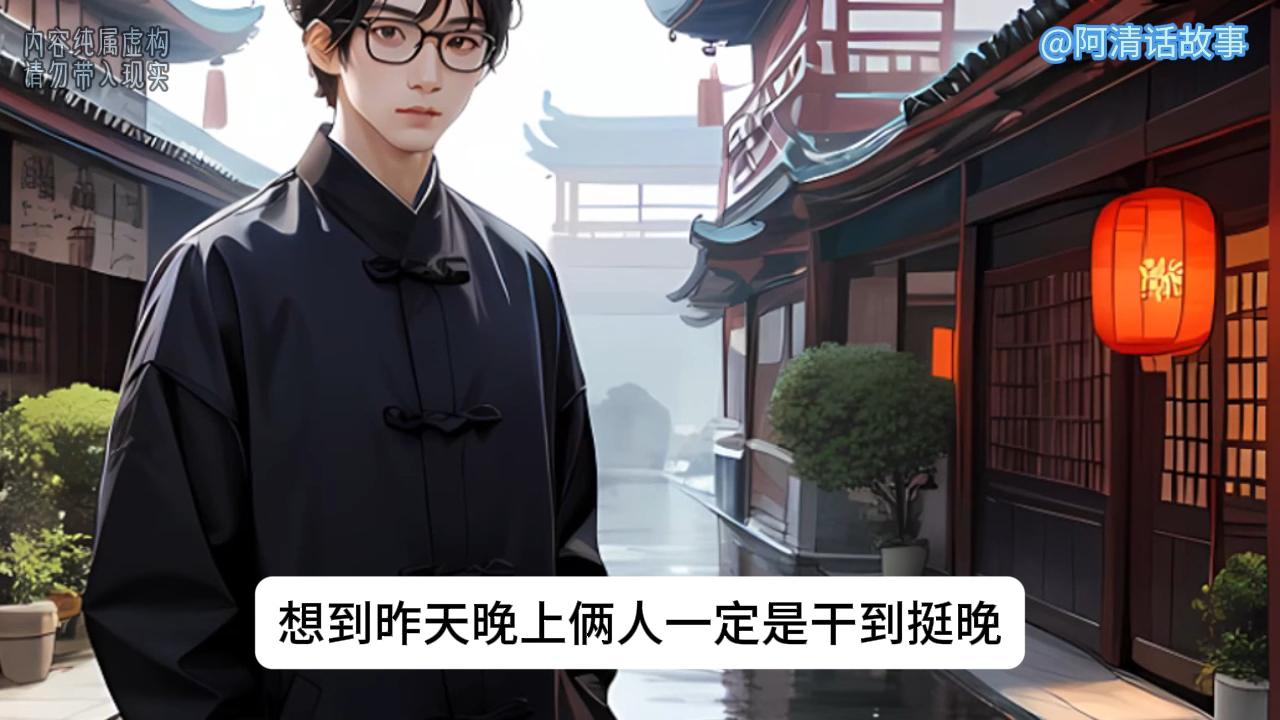 内容纯属虚构
请勿带入现实
@阿清话故事
想到昨天晚上俩人一定是干到挺晚